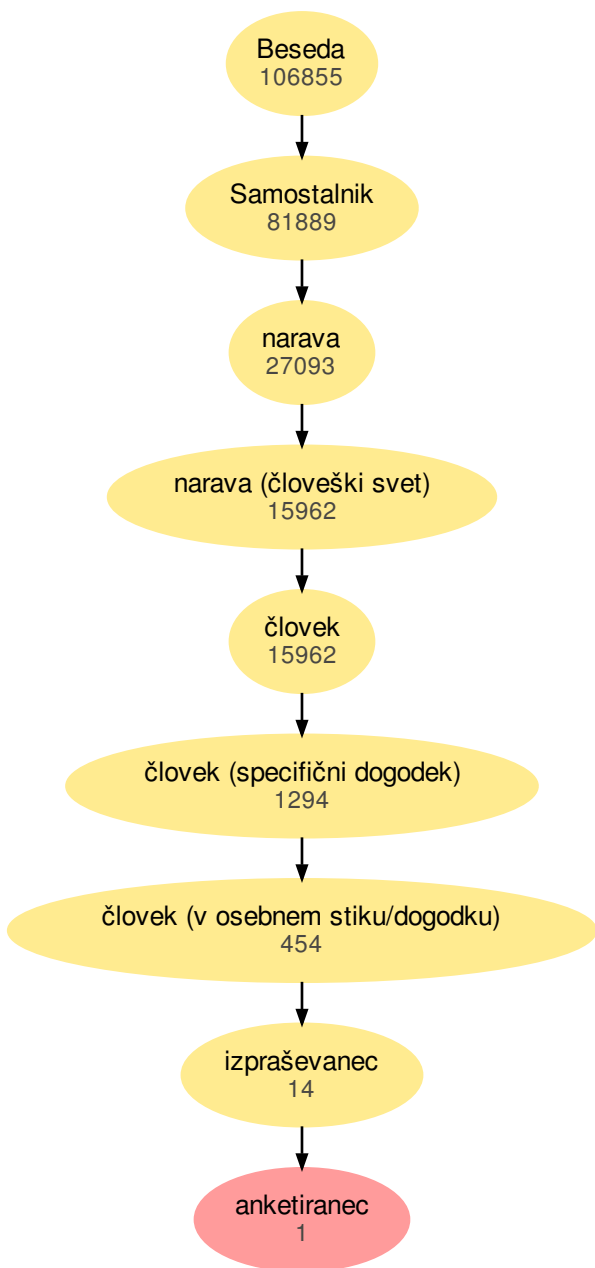 Beseda
106855
Samostalnik
81889
narava
27093
narava (človeški svet)
15962
človek
15962
človek (specifični dogodek)
1294
človek (v osebnem stiku/dogodku)
454
izpraševanec
14
anketiranec
1